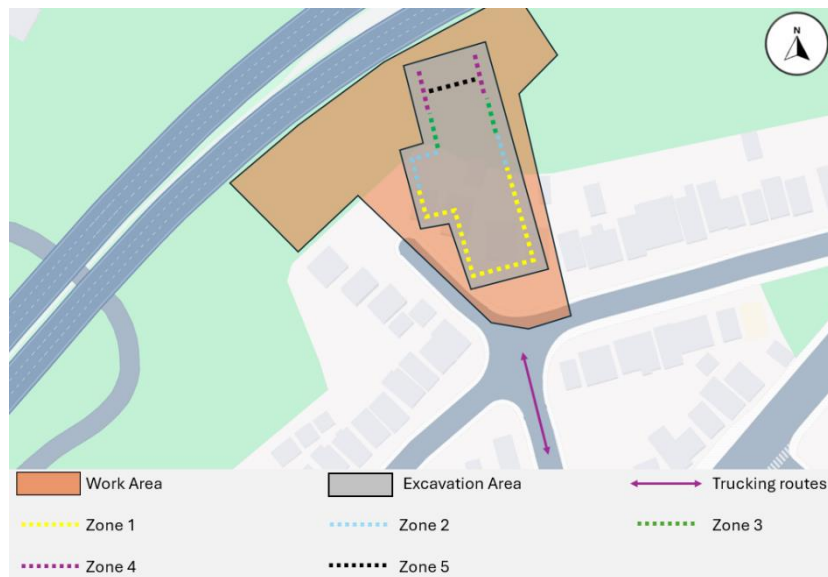 N
Work Area
Excavation Area
Trucking routes
Zone 1
Zone 2
Zone 3
Zone 4
Zone 5